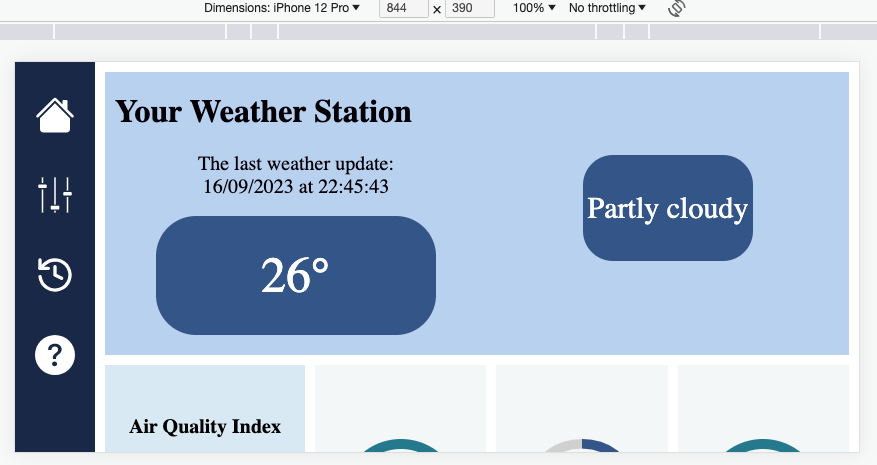 Dimensions: iPhone 12 Pro ▼ 844 × 390 100% ▼ No throttling ▼
Your Weather Station
The last weather update:
16/09/2023 at 22:45:43
Partly cloudy
26°
?
Air Quality Index